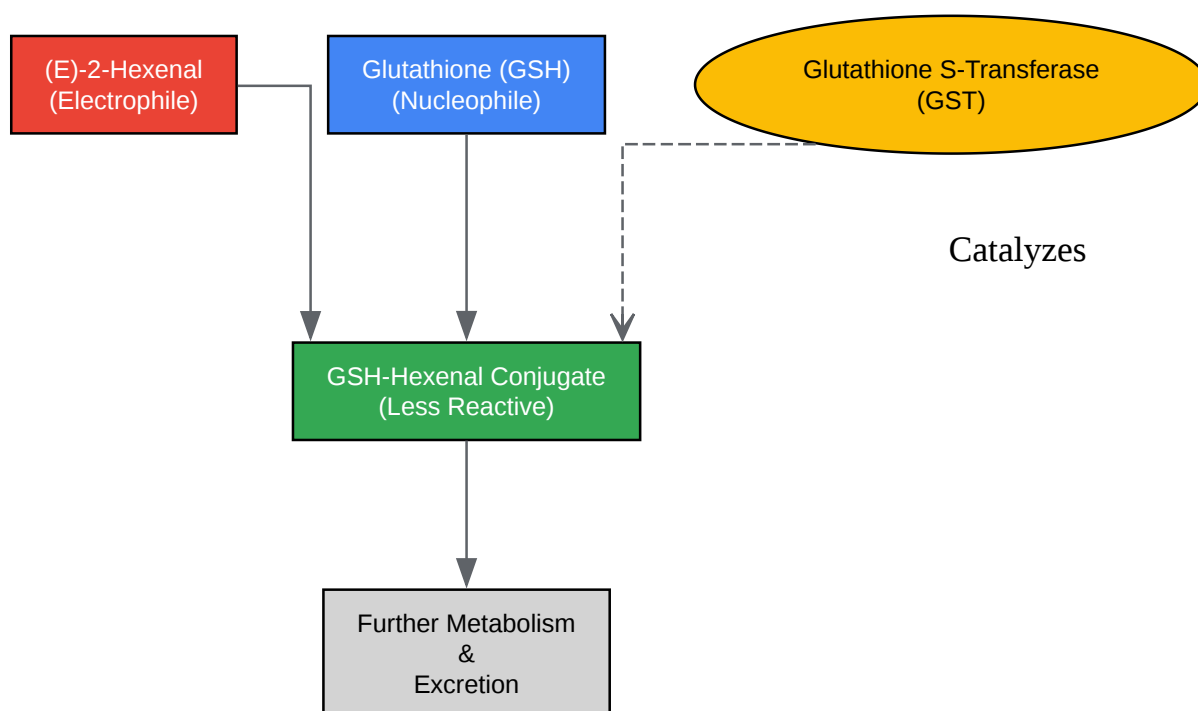 (E)-2-Hexenal
(Electrophile)
Glutathione (GSH)
(Nucleophile)
Glutathione S-Transferase
(GST)
Catalyzes
GSH-Hexenal Conjugate
(Less Reactive)
Further Metabolism
&
Excretion